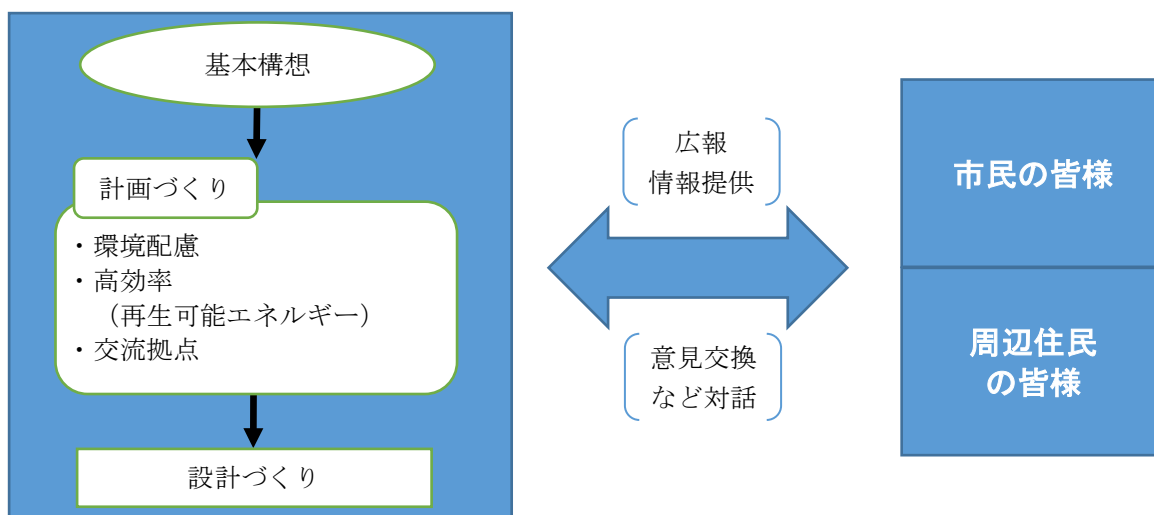 基本構想
計画づくり
・環境配慮
・高効率
(再生可能エネルギー)
・交流拠点
設計づくり
広報
情報提供
意見交換
など対話
市民の皆様
周辺住民
の皆様